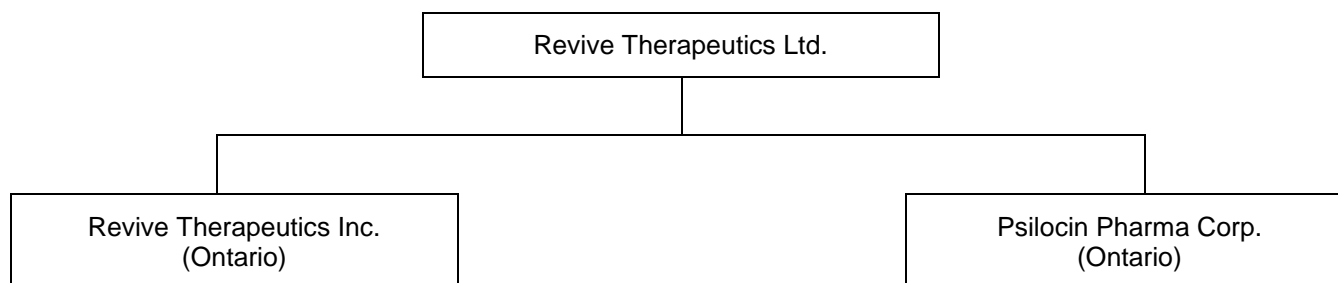 Revive Therapeutics Ltd.
Revive Therapeutics Inc.
(Ontario)
Psilocin Pharma Corp.
(Ontario)